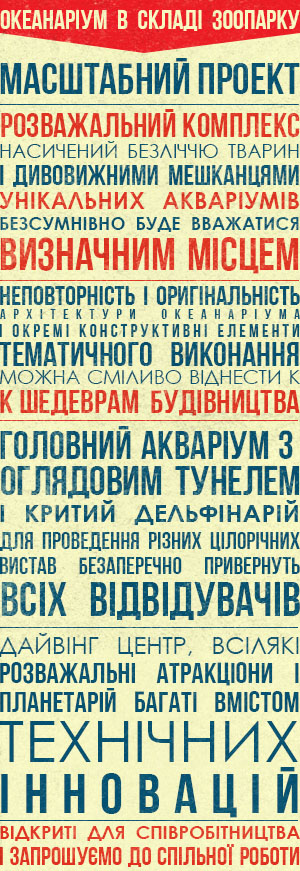 ОКЕАНАРІУМ В СКЛАДІ ЗООПАРКУ
МАСШТАБНИЙ ПРОЕКТ
РОЗВАЖАЛЬНИЙ КОМПЛЕКС
НАСИЧЕНИЙ БЕЗЛІЧЧЮ ТВАРИН
І ДИВОВИЖНИМИ МЕШКАНЦЯМИ
УНІКАЛЬНИХ АКВАРІУМІВ
БЕЗСУМНІВНО БУДЕ ВВАЖАТИСЯ
ВИЗНАЧНИМ МІСЦЕМ
НЕПОВТОРНІСТЬ І ОРИГІНАЛЬНІСТЬ
АРХІТЕКТУРИ ОКЕАНАРІУМА
І ОКРЕМІ КОНСТРУКТИВНІ ЕЛЕМЕНТИ
ТЕМАТИЧНОГО ВИКОНАННЯ
МОЖНА СМІЛИВО ВІДНЕСТИ К
К ШЕДЕВРАМ БУДІВНИЦТВА
ГОЛОВНИЙ АКВАРІУМ З
ОГЛЯДОВИМ ТУНЕЛЕМ
І КРИТИЙ ДЕЛЬФІНАРІЙ
ДЛЯ ПРОВЕДЕННЯ РІЗНИХ ЦІЛОРІЧНИХ
ВИСТАВ БЕЗАПЕРЕЧНО ПРИВЕРНУТЬ
ВСІХ ВІДВІДУВАЧІВ
ДАЙВІНГ ЦЕНТР, ВСІЛЯКІ
РОЗВАЖАЛЬНІ АТРАКЦІОНИ І
ПЛАНЕТАРІЙ БАГАТІ ВМІСТОМ
ТЕХНІЧНИХ
ІННОВАЦІЙ
ВІДКРИТІ ДЛЯ СПІВРОБІТНИЦТВА
І ЗАПРОШУЄМО ДО СПІЛЬНОЇ РОБОТИ